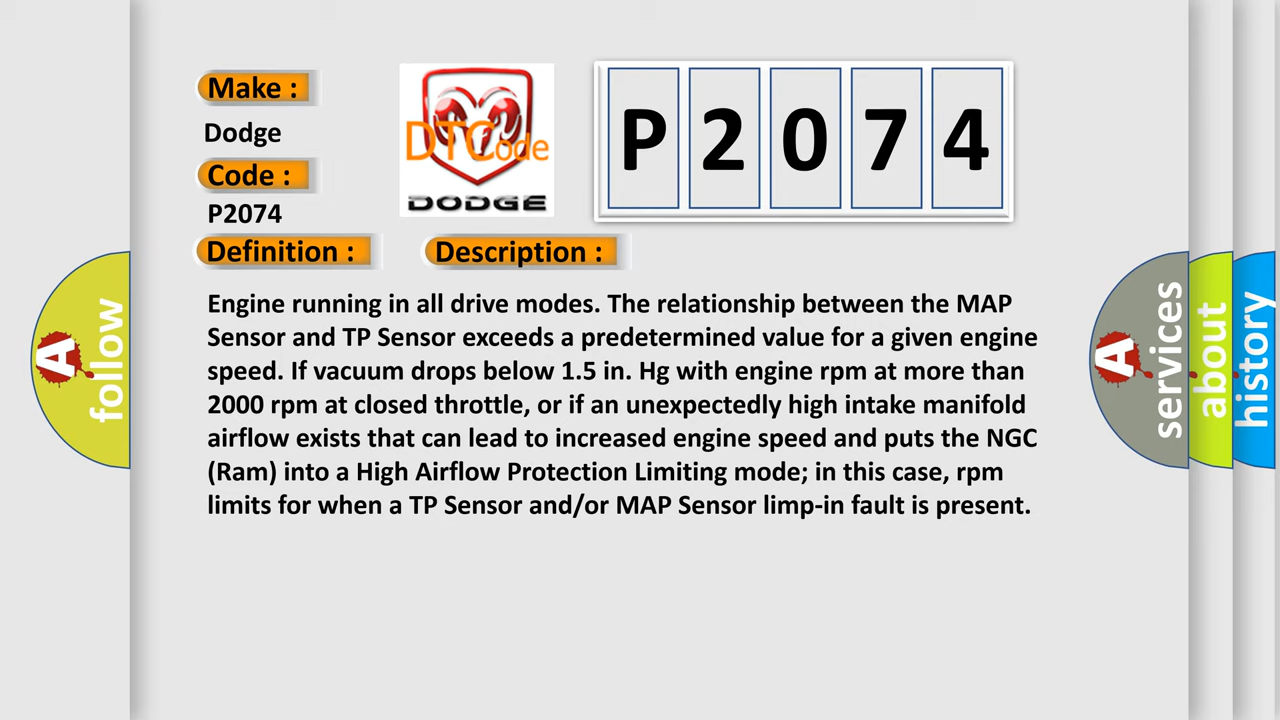 Make :
Dodge
Code :
P2074
DTCode
DODGE
P2074
Definition :
Description :
Engine running in all drive modes. The relationship between the MAP
Sensor and TP Sensor exceeds a predetermined value for a given engine
speed. If vacuum drops below 1.5 in. Hg with engine rpm at more than
2000 rpm at closed throttle, or if an unexpectedly high intake manifold
airflow exists that can lead to increased engine speed and puts the NGC
(Ram) into a High Airflow Protection Limiting mode; in this case, rpm
limits for when a TP Sensor and/or MAP Sensor limp-in fault is present.
A
follow
A
services
about
history